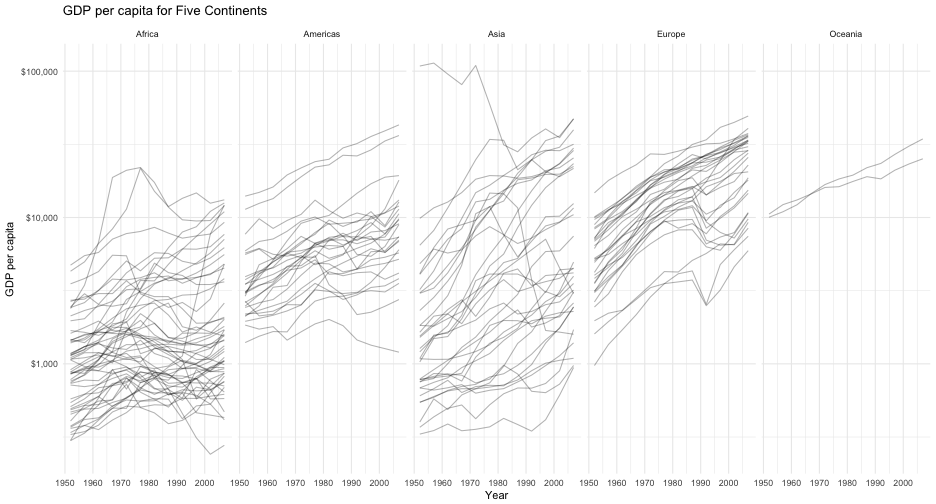 GDP per capita for Five Continents
Africa Americas Asia Europe Oceania
$100,000
$10,000
$1,000
GDP per capita
1950 1960 1970 1980 1990 2000 1950 1960 1970 1980 1990 2000 1950 1960 1970 1980 1990 2000 1950 1960 1970 1980 1990 2000 1950 1960 1970 1980 1990 2000
Year